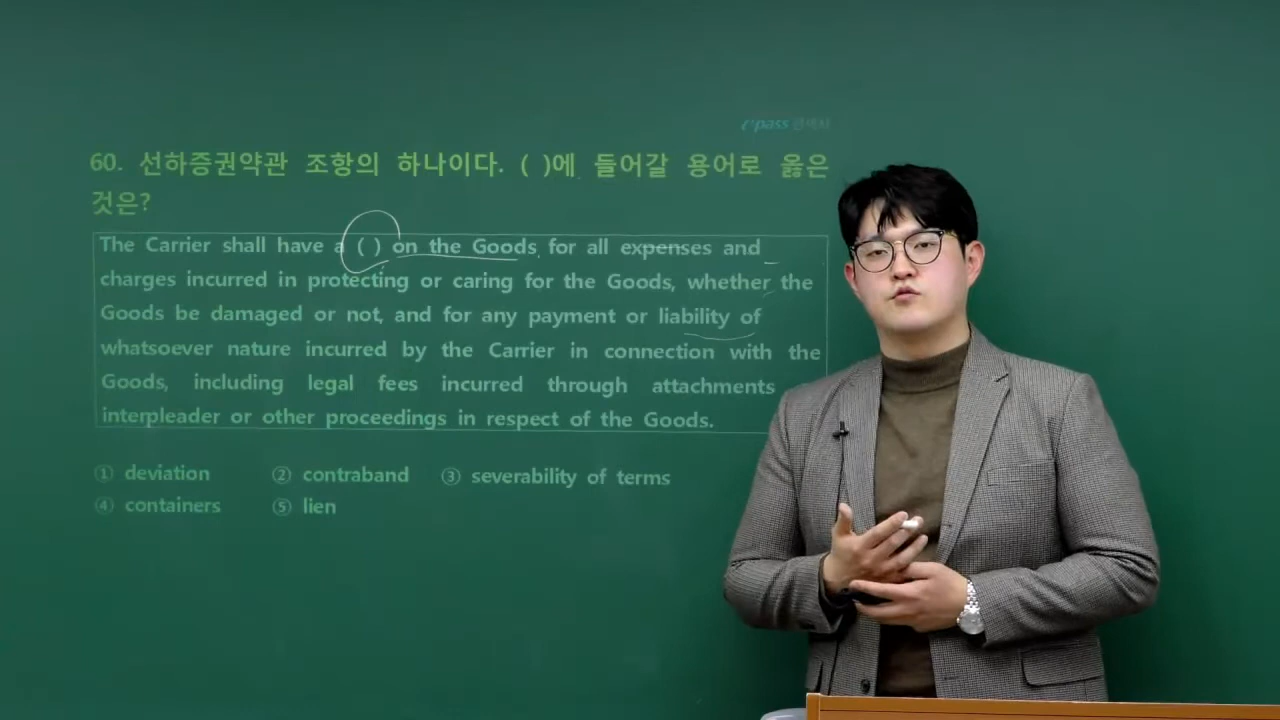 epass 관세사
60. 선하증권약관 조항의 하나이다. ( )에 들어갈 용어로 옳은
것은?
The Carrier shall have a ( ) on the Goods for all expenses and
charges incurred in protecting or caring for the Goods, whether the
Goods be damaged or not, and for any payment or liability of
whatsoever nature incurred by the Carrier in connection with the
Goods, including legal fees incurred through attachments
interpleader or other proceedings in respect of the Goods.
① deviation ② contraband ③ severability of terms
④ containers ⑤ lien